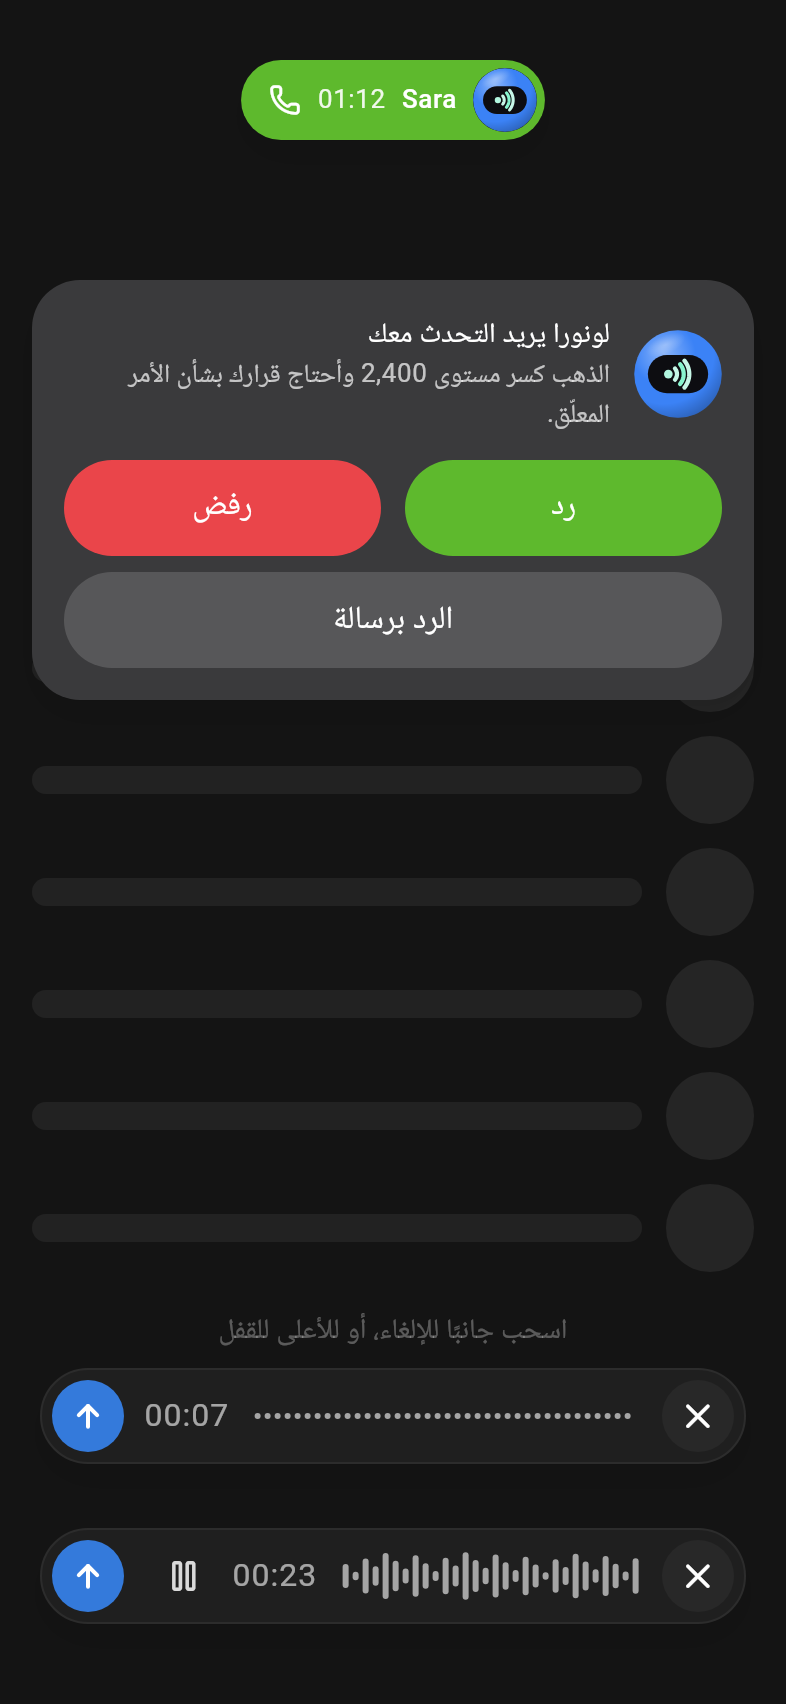 01:12 Sara
لونورا يريد التحدث معك
الذهب كسر مستوى 2,400 وأحتاج قرارك بشأن الأمر
المعلّق.
رد
رفض
الرد برسالة
اسحب جانبًا للإلغاء، أو للأعلى للقفل
00:07
00:23